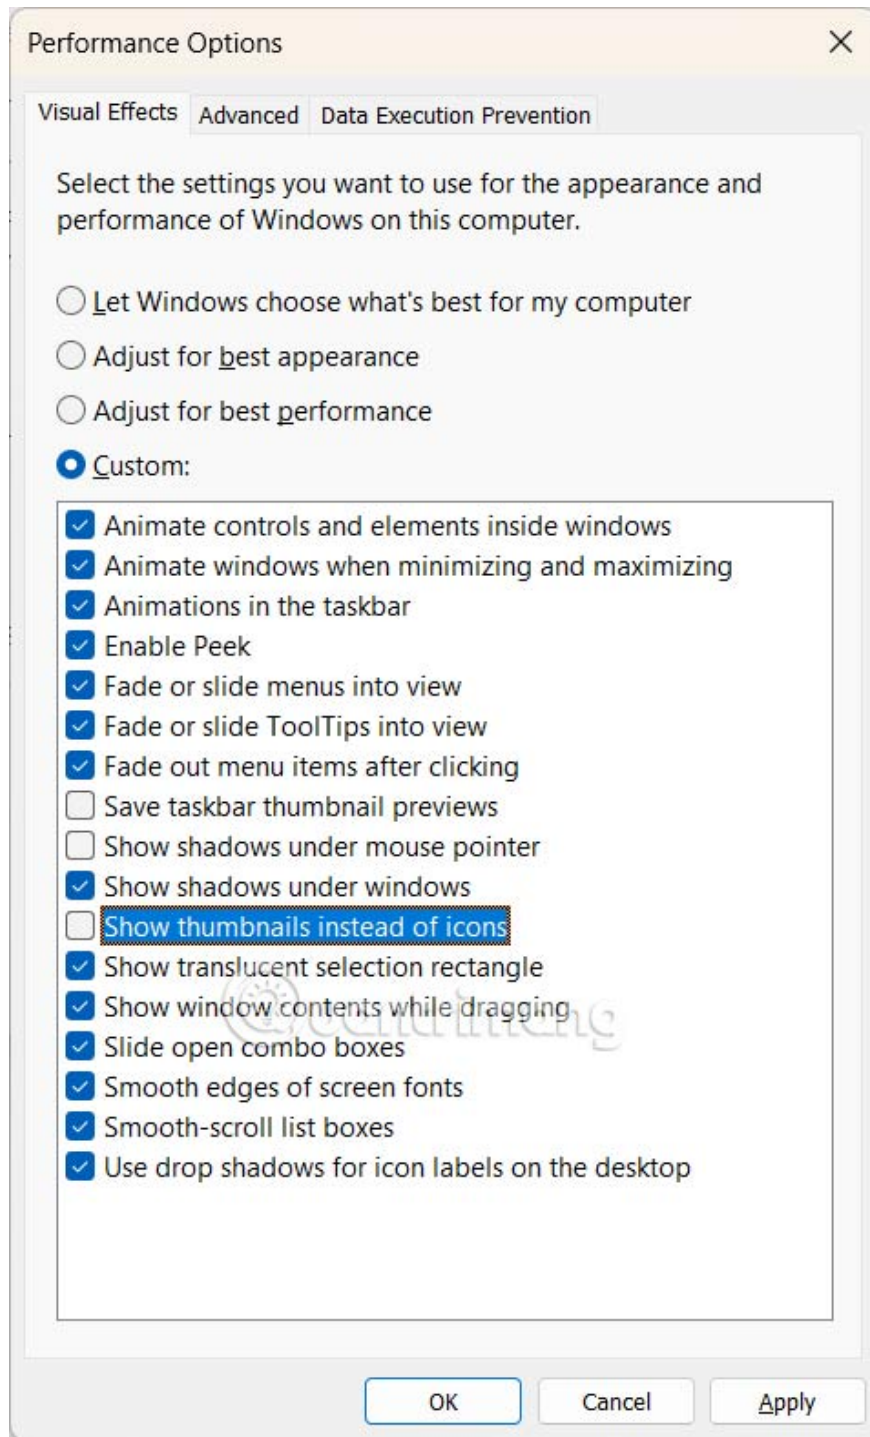 Performance Options
Visual Effects Advanced Data Execution Prevention
Select the settings you want to use for the appearance and
performance of Windows on this computer.
Let Windows choose what's best for my computer
Adjust for best appearance
Adjust for best performance
Custom:
Animate controls and elements inside windows
Animate windows when minimizing and maximizing
Animations in the taskbar
Enable Peek
Fade or slide menus into view
Fade or slide ToolTips into view
Fade out menu items after clicking
Save taskbar thumbnail previews
Show shadows under mouse pointer
Show shadows under windows
Show thumbnails instead of icons
Show translucent selection rectangle
Show window contents while dragging
Slide open combo boxes
Smooth edges of screen fonts
Smooth-scroll list boxes
Use drop shadows for icon labels on the desktop
OK Cancel Apply